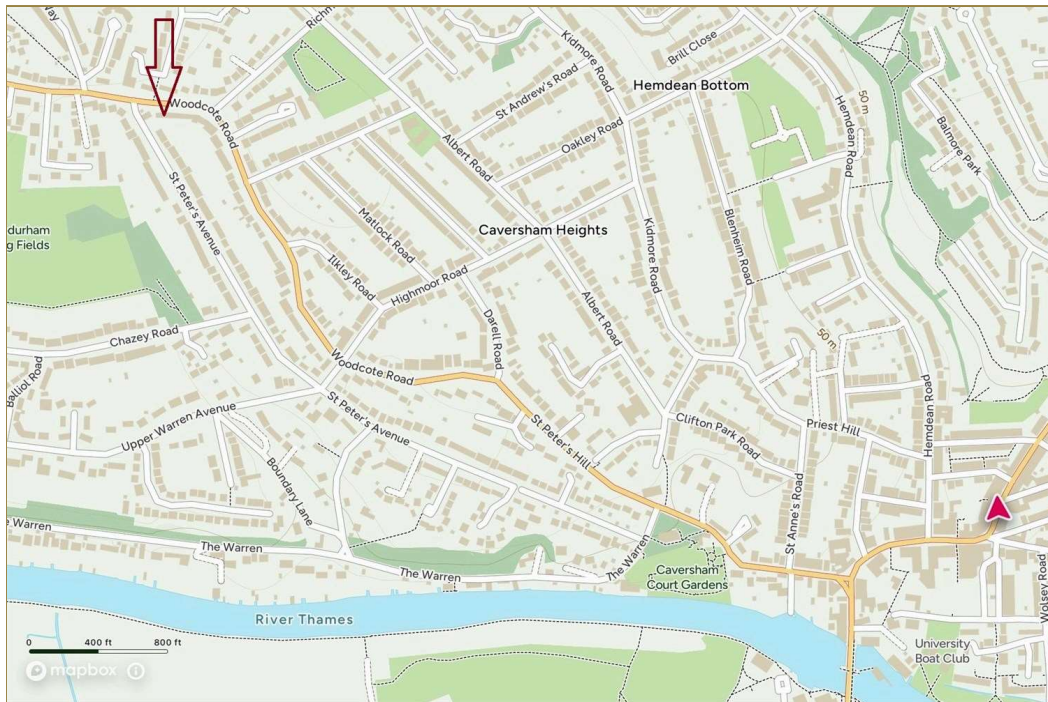 Way
Richm
Kidmore Road
Brill Close
Hemdean Bottom
St Andrew's Road
50 m
Woodcote Road
Hemdean Road
Balmore Park
Albert Road
Oakley Road
St Peter's Avenue
Matlock Road
Caversham Heights
Kidmore Road
Blenheim Road
durham
g Fields
Ilkley Road
Highmoor Road
Albert Road
Darell Road
50 m
Chazey Road
Woodcote Road
Balliol Road
St Peter's Avenue
Upper Warren Avenue
St Peter's Hill
Clifton Park Road
Priest Hill
Hemdean Road
Boundary Lane
St Anne's Road
e Warren
The Warren
The Warren
The Warren
Caversham
Court Gardens
Wolsey Road
River Thames
University
Boat Club
0 400 ft 800 ft
mapbox